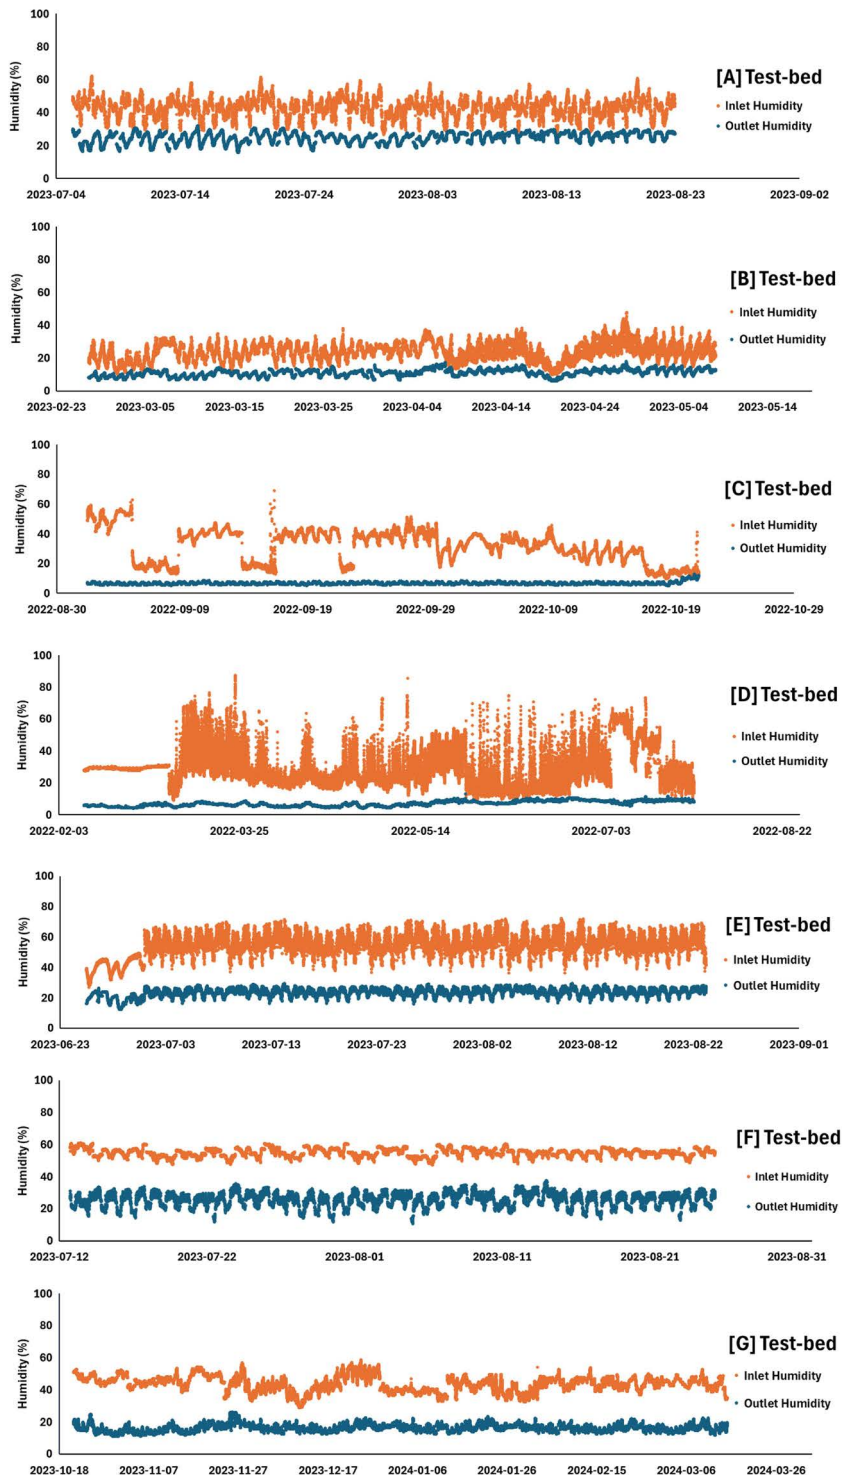 100
80
60
40
20
0
Humidity (%)
[A] Test-bed
Inlet Humidity
Outlet Humidity
2023-07-04 2023-07-14 2023-07-24 2023-08-03 2023-08-13 2023-08-23 2023-09-02
100
80
60
40
20
0
Humidity (%)
[B] Test-bed
Inlet Humidity
Outlet Humidity
2023-02-23 2023-03-05 2023-03-15 2023-03-25 2023-04-04 2023-04-14 2023-04-24 2023-05-04 2023-05-14
100
80
60
40
20
0
Humidity (%)
[C] Test-bed
Inlet Humidity
Outlet Humidity
2022-08-30 2022-09-09 2022-09-19 2022-09-29 2022-10-09 2022-10-19 2022-10-29
100
80
60
40
20
0
Humidity (%)
[D] Test-bed
Inlet Humidity
Outlet Humidity
2022-02-03 2022-03-25 2022-05-14 2022-07-03 2022-08-22
100
80
60
40
20
0
Humidity (%)
[E] Test-bed
Inlet Humidity
Outlet Humidity
2023-06-23 2023-07-03 2023-07-13 2023-07-23 2023-08-02 2023-08-12 2023-08-22 2023-09-01
100
80
60
40
20
0
Humidity (%)
[F] Test-bed
Inlet Humidity
Outlet Humidity
2023-07-12 2023-07-22 2023-08-01 2023-08-11 2023-08-21 2023-08-31
100
80
60
40
20
0
Humidity (%)
[G] Test-bed
Inlet Humidity
Outlet Humidity
2023-10-18 2023-11-07 2023-11-27 2023-12-17 2024-01-06 2024-01-26 2024-02-15 2024-03-06 2024-03-26